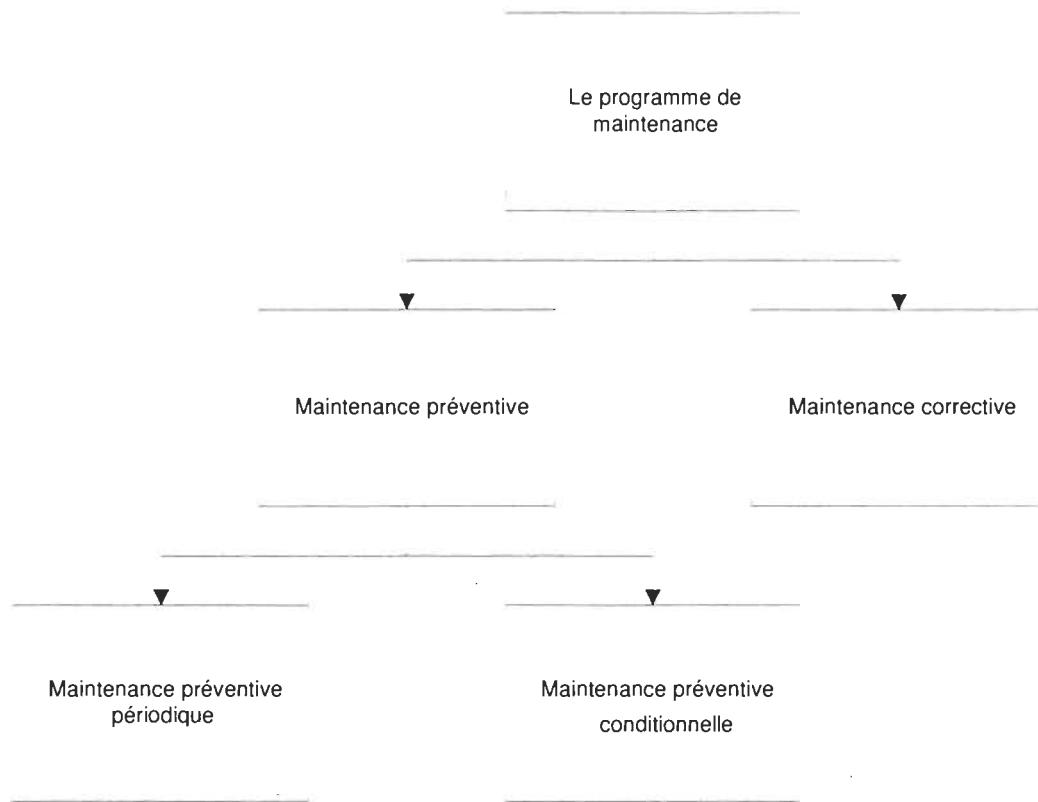 Le programme de
maintenance
Maintenance préventive
Maintenance corrective
Maintenance préventive
périodique
Maintenance préventive
conditionnelle